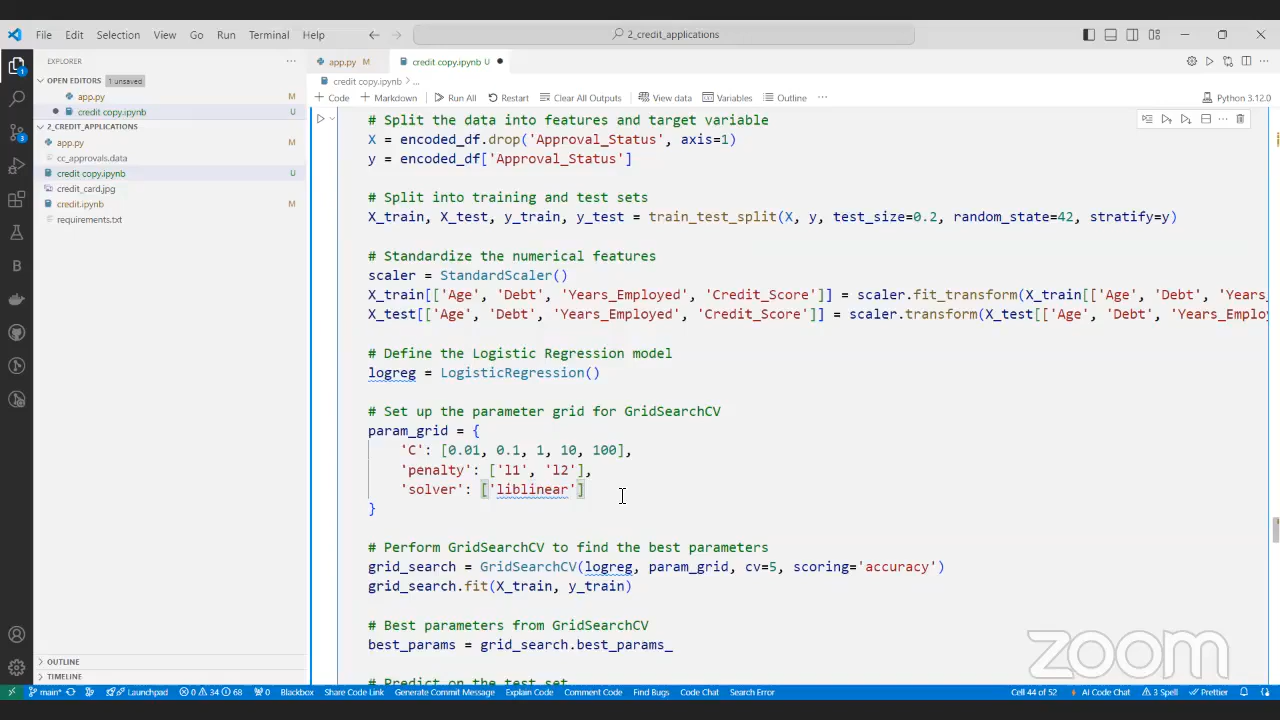 File Edit Selection View Go Run Terminal Help
2_credit_applications
EXPLORER
app.py M
credit copy.ipynb U
OPEN EDITORS 1 unsaved
credit copy.ipynb > ...
app.py M
Code Markdown Run All Restart Clear All Outputs View data Variables Outline ... Python 3.12.0
credit copy.ipynb U
2_CREDIT_APPLICATIONS
app.py M
cc_approvals.data
credit copy.ipynb U
credit_card.jpg
credit.ipynb M
requirements.txt
# Split the data into features and target variable
X = encoded_df.drop('Approval_Status', axis=1)
y = encoded_df['Approval_Status']
# Split into training and test sets
X_train, X_test, y_train, y_test = train_test_split(X, y, test_size=0.2, random_state=42, stratify=y)
# Standardize the numerical features
scaler = StandardScaler()
X_train[['Age', 'Debt', 'Years_Employed', 'Credit_Score']] = scaler.fit_transform(X_train[['Age', 'Debt', 'Years_
X_test[['Age', 'Debt', 'Years_Employed', 'Credit_Score']] = scaler.transform(X_test[['Age', 'Debt', 'Years_Emplo
# Define the Logistic Regression model
logreg = LogisticRegression()
# Set up the parameter grid for GridSearchCV
param_grid = {
'C': [0.01, 0.1, 1, 10, 100],
'penalty': ['l1', 'l2'],
'solver': ['liblinear']
}
# Perform GridSearchCV to find the best parameters
grid_search = GridSearchCV(logreg, param_grid, cv=5, scoring='accuracy')
grid_search.fit(X_train, y_train)
# Best parameters from GridSearchCV
best_params = grid_search.best_params_
# Predict on the test set
zoom
OUTLINE
TIMELINE
main* Launchpad 0 34 68 0 Blackbox Share Code Link Generate Commit Message Explain Code Comment Code Find Bugs Code Chat Search Error Cell 44 of 52 AI Code Chat 3 Spell Prettier